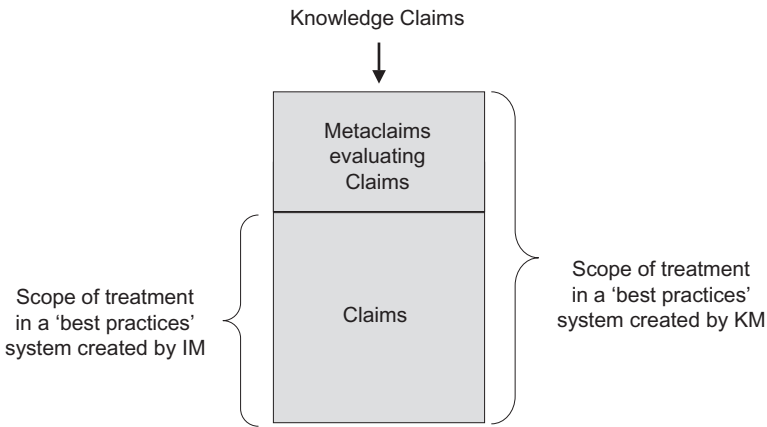 Knowledge Claims
Metaclaims
evaluating
Claims
Claims
Scope of treatment
in a ‘best practices’
system created by IM
Scope of treatment
in a ‘best practices’
system created by KM